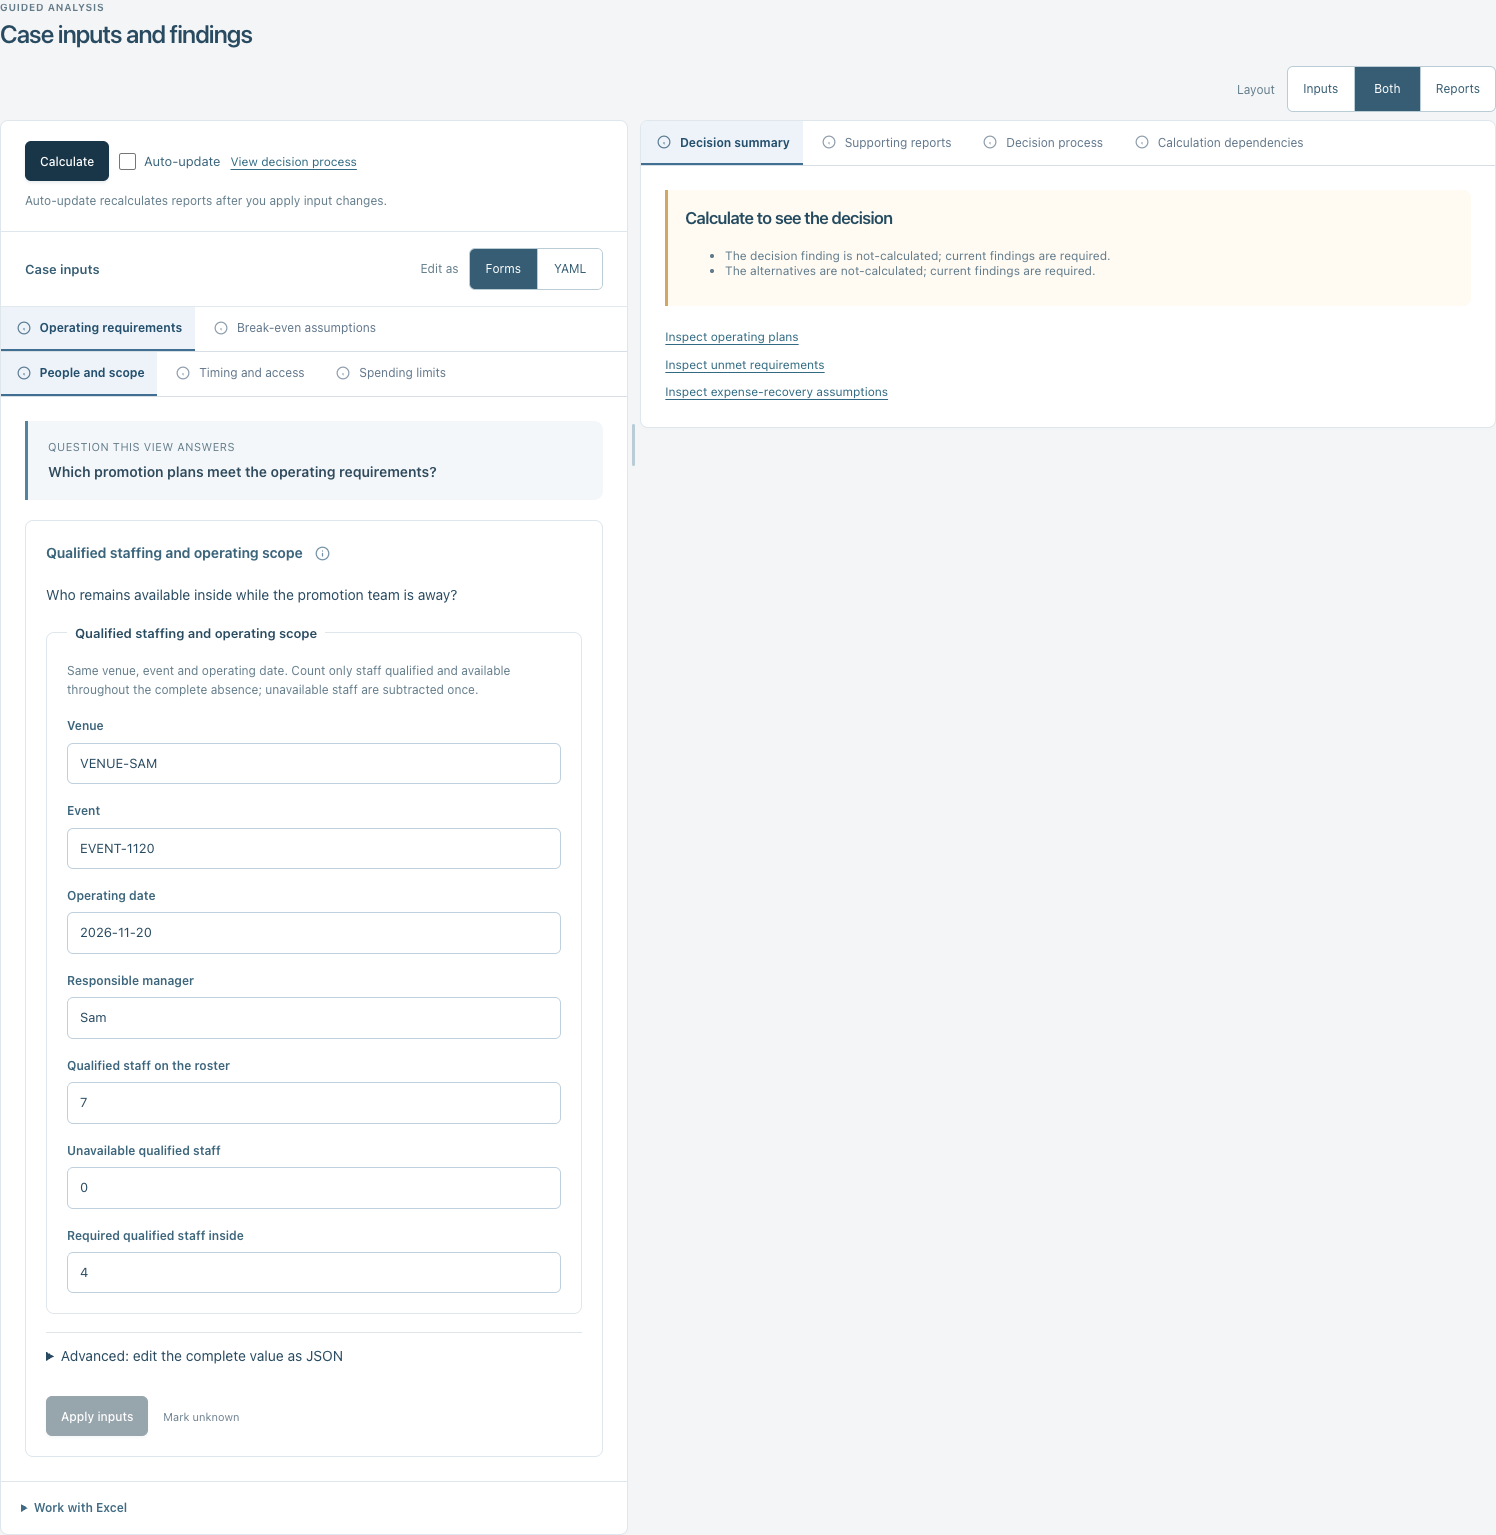 GUIDED ANALYSIS
Case inputs and findings
Layout
Inputs
Both
Reports
Calculate
Auto-update
View decision process
Auto-update recalculates reports after you apply input changes.
Case inputs
Edit as
Forms
YAML
Operating requirements
Break-even assumptions
People and scope
Timing and access
Spending limits
QUESTION THIS VIEW ANSWERS
Which promotion plans meet the operating requirements?
Qualified staffing and operating scope
Who remains available inside while the promotion team is away?
Qualified staffing and operating scope
Same venue, event and operating date. Count only staff qualified and available
throughout the complete absence; unavailable staff are subtracted once.
Venue
VENUE-SAM
Event
EVENT-1120
Operating date
2026-11-20
Responsible manager
Sam
Qualified staff on the roster
7
Unavailable qualified staff
0
Required qualified staff inside
4
Advanced: edit the complete value as JSON
Apply inputs
Mark unknown
Work with Excel
Decision summary
Supporting reports
Decision process
Calculation dependencies
Calculate to see the decision
The decision finding is not-calculated; current findings are required.
The alternatives are not-calculated; current findings are required.
Inspect operating plans
Inspect unmet requirements
Inspect expense-recovery assumptions